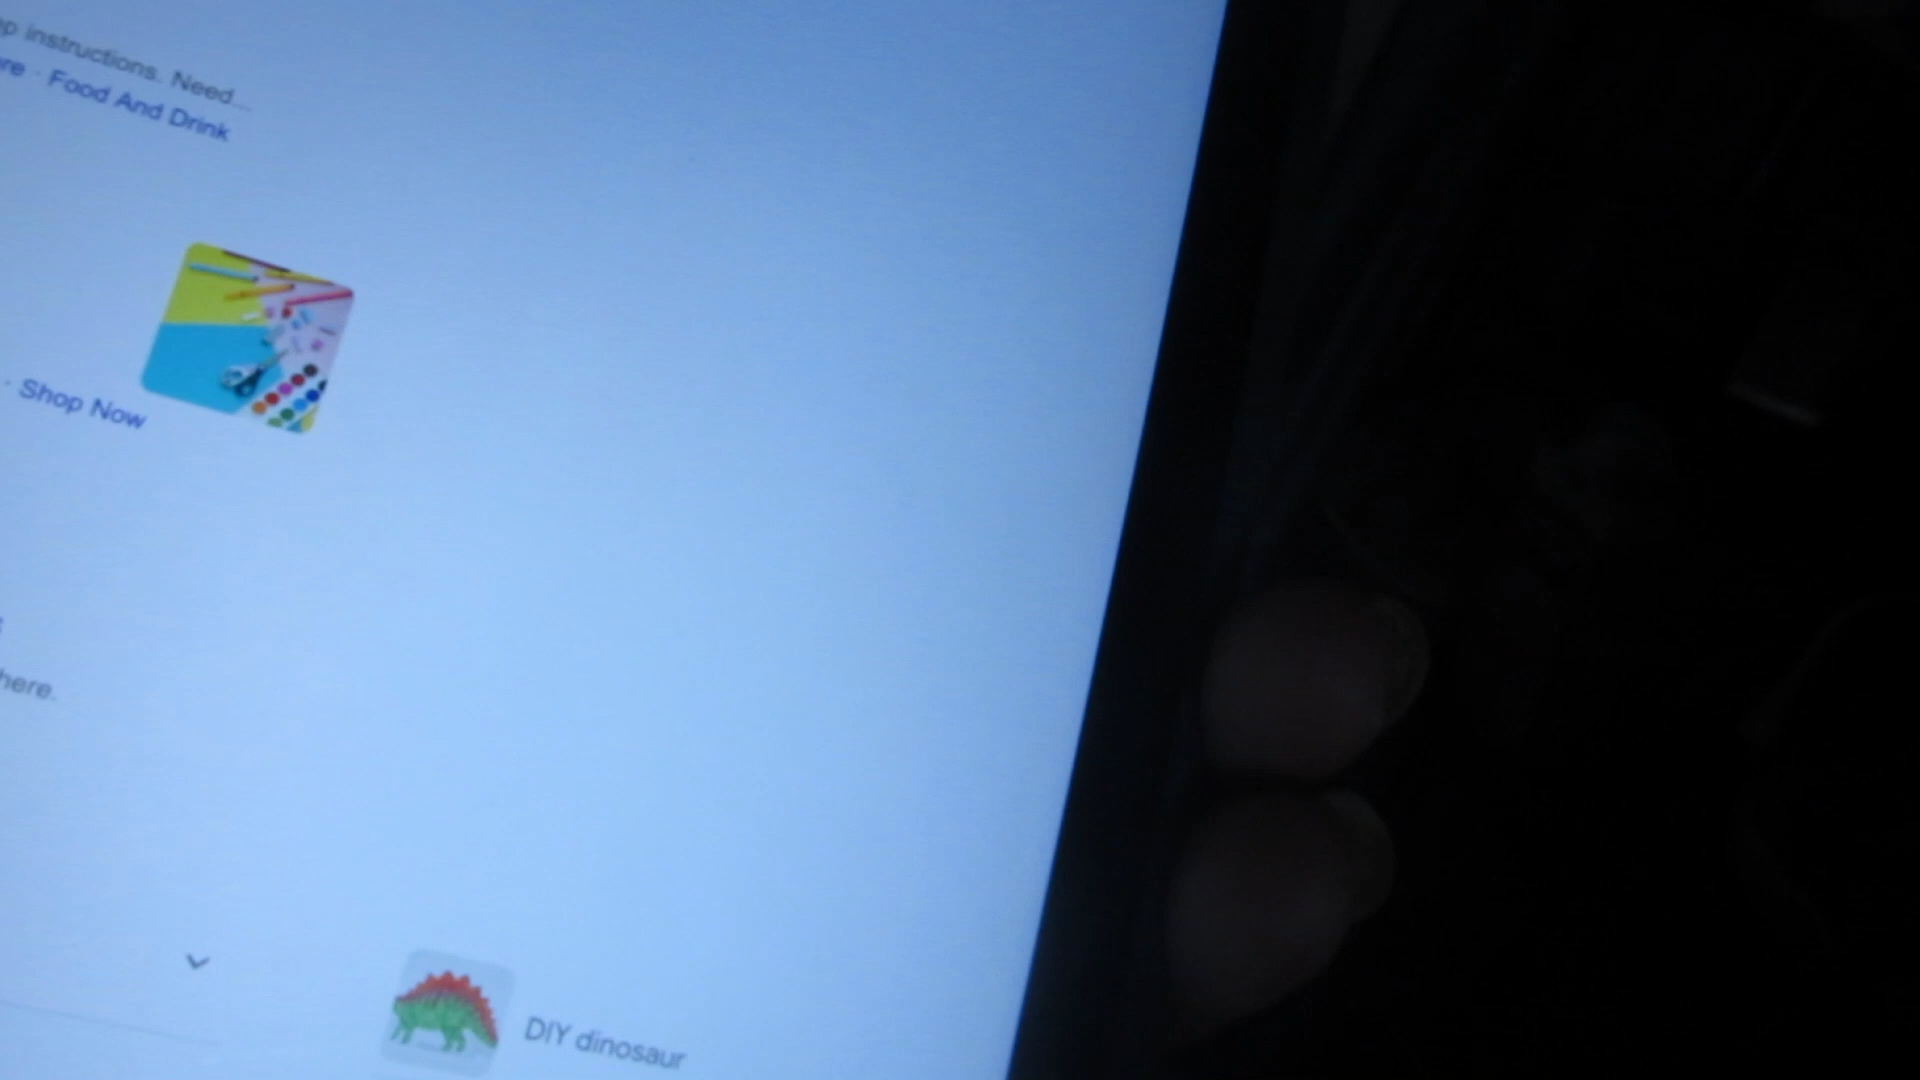 instructions. Need...
· Food And Drink
· Shop Now
here.
DIY dinosaur